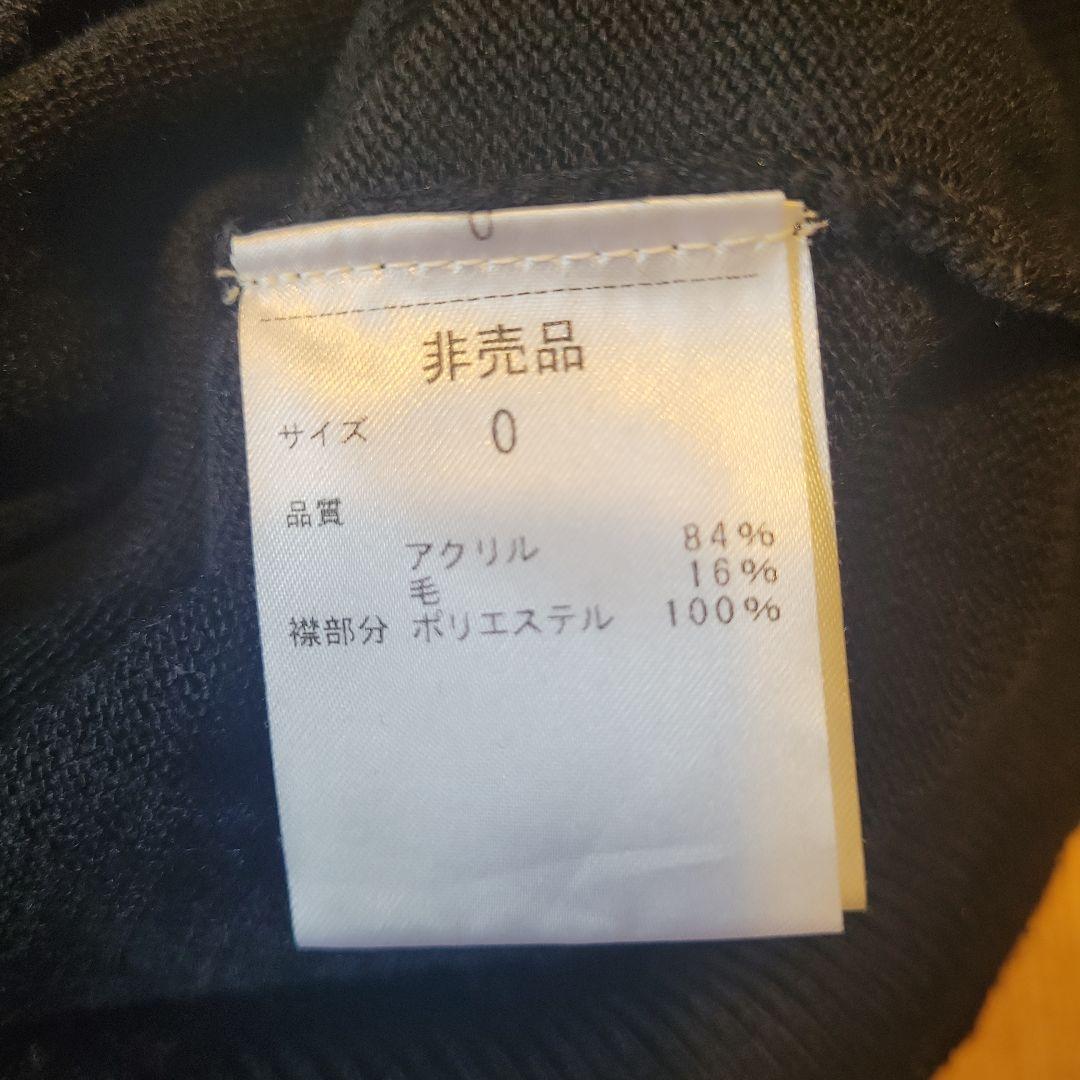 0
非売品
サイズ 0
品質
アクリル 84%
毛 16%
襟部分 ポリエステル 100%